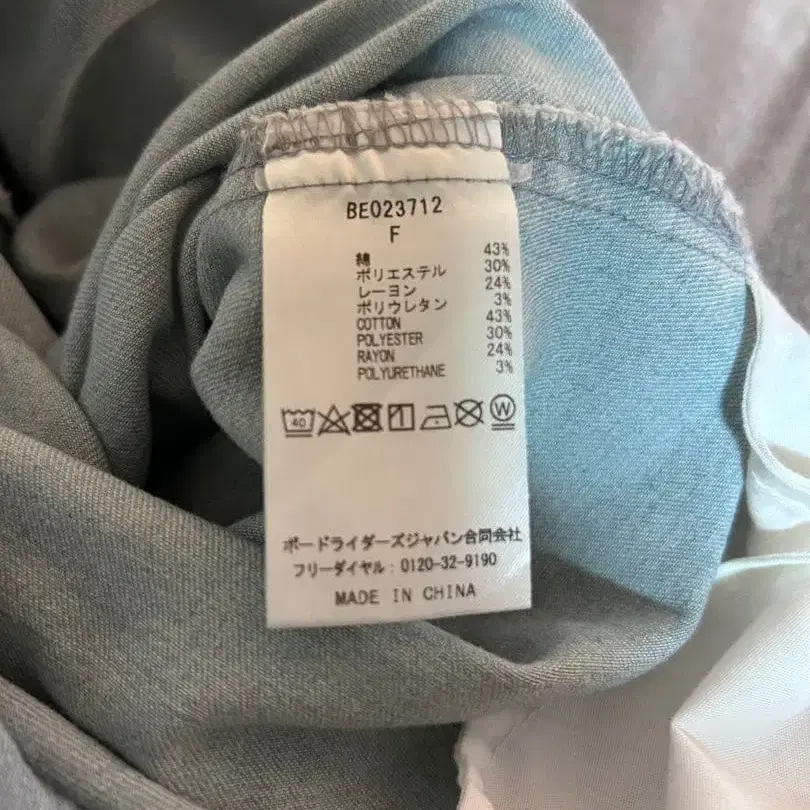 BE023712
F
綿 43%
ポリエステル 30%
レーヨン 24%
ポリウレタン 3%
COTTON 43%
POLYESTER 30%
RAYON 24%
POLYURETHANE 3%
40 W
ボードライダーズジャパン合同会社
フリーダイヤル：0120-32-9190
MADE IN CHINA